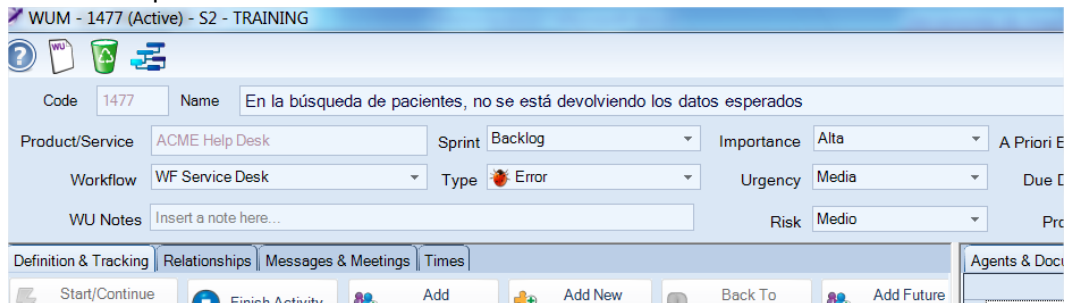 WUM - 1477 (Active) - S2 - TRAINING
WU
Code 1477 Name En la búsqueda de pacientes, no se está devolviendo los datos esperados
Product/Service ACME Help Desk Sprint Backlog Importance Alta A Priori E
Workflow WF Service Desk Type Error Urgency Media Due D
WU Notes Insert a note here... Risk Medio Pro
Definition & Tracking Relationships Messages & Meetings Times Agents & Docu
Start/Continue Finish Activity Add Add New Back To Add Future